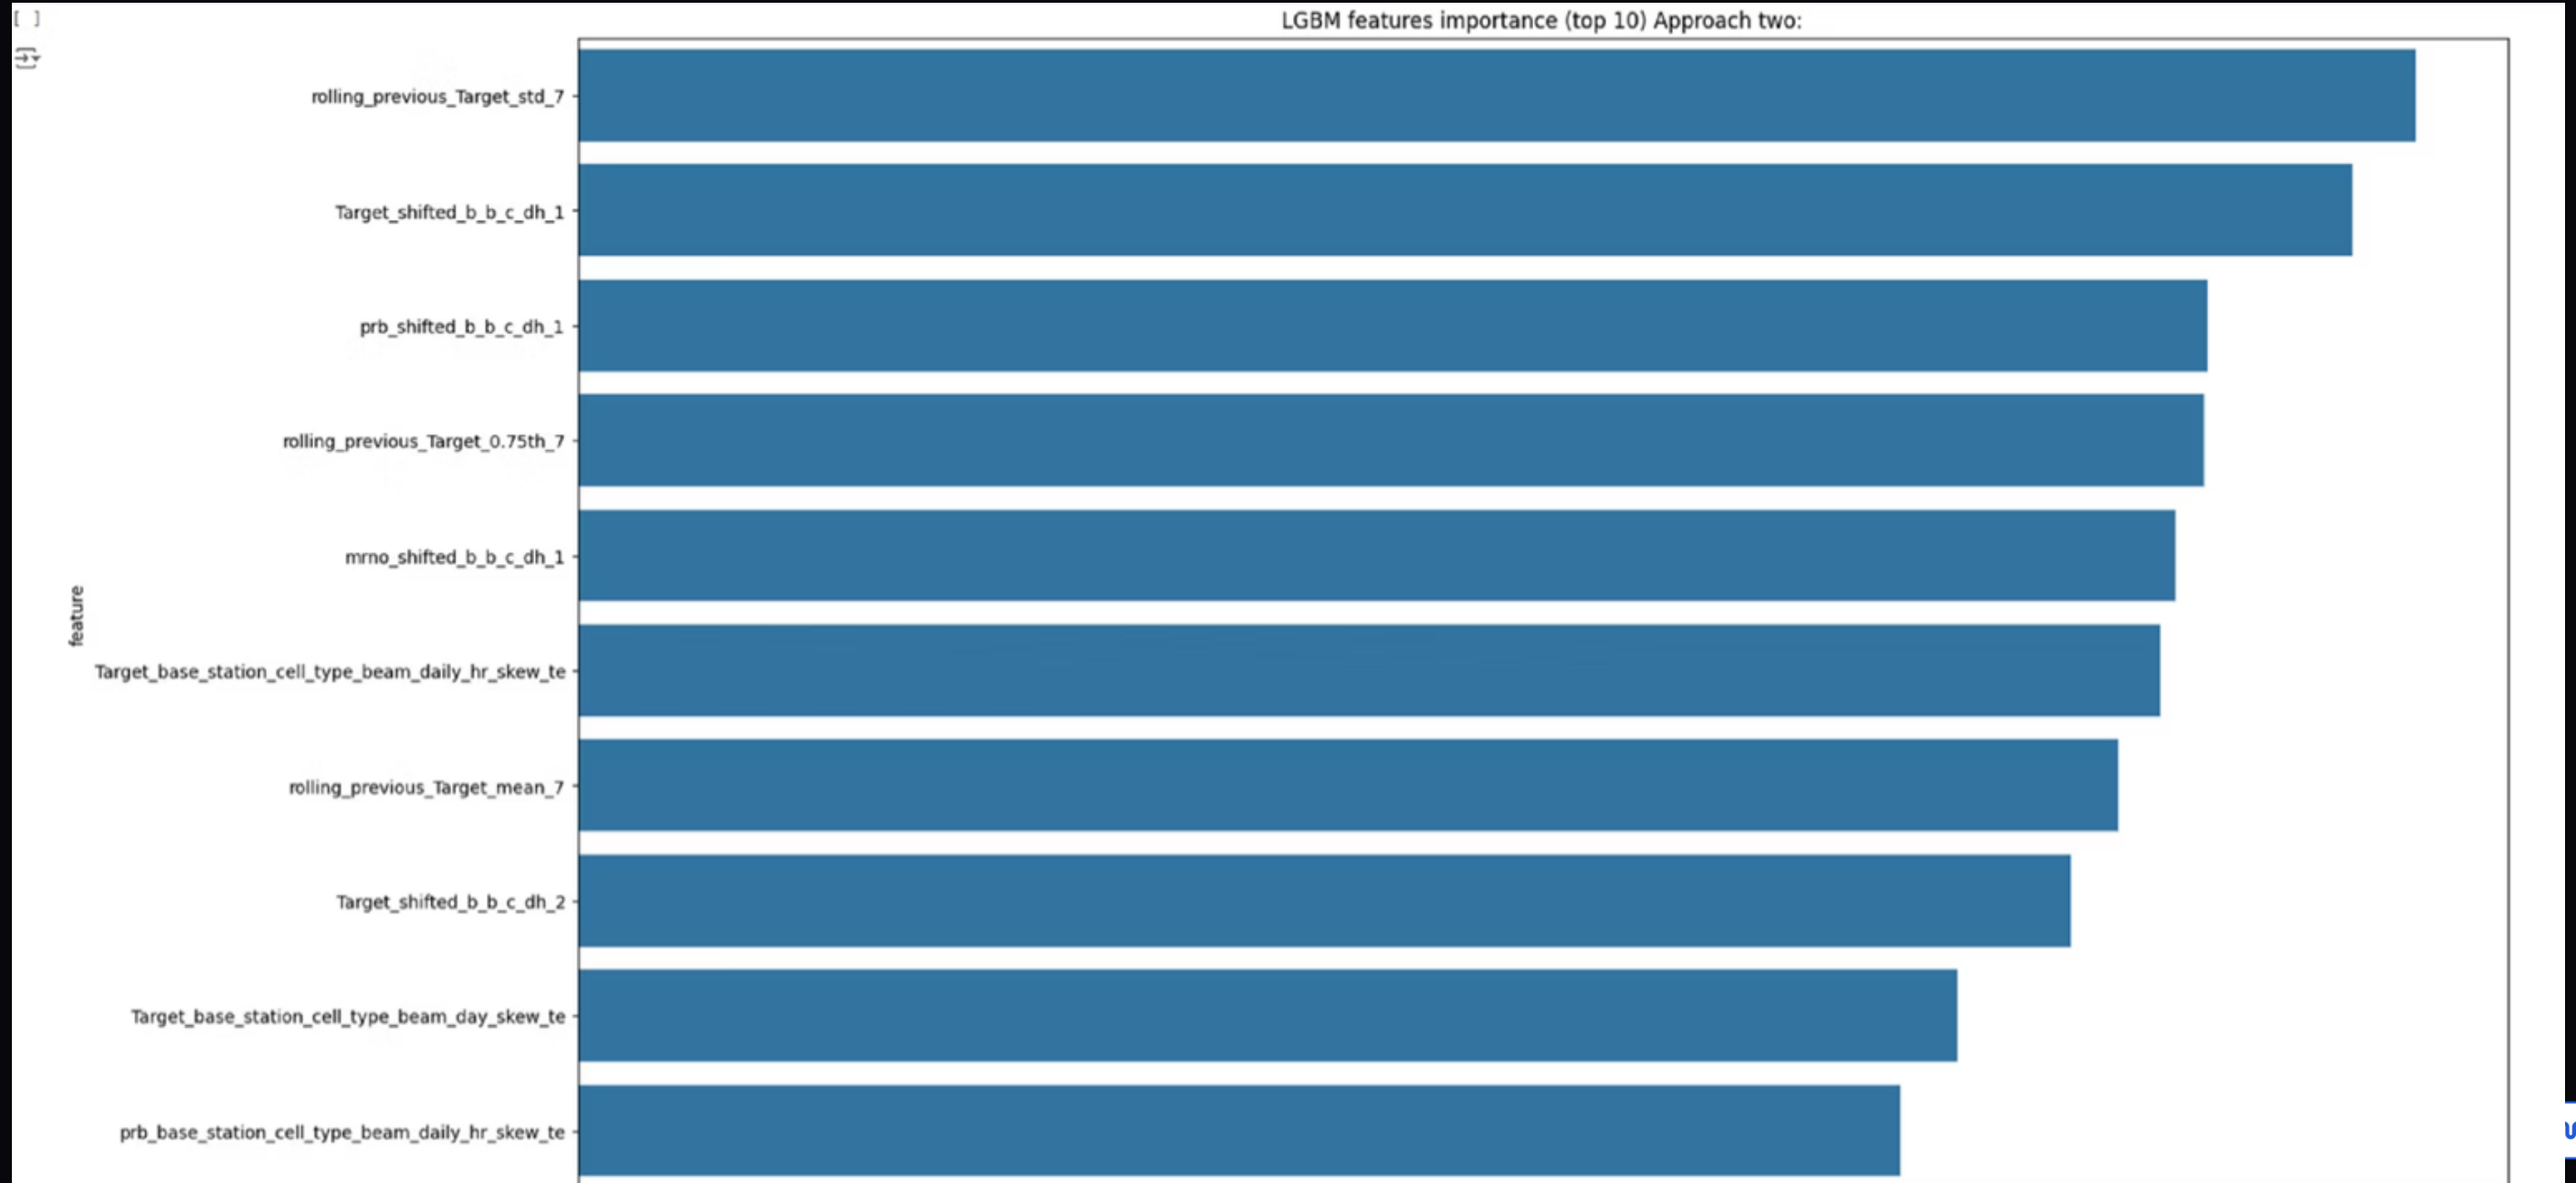 [ ]
LGBM features importance (top 10) Approach two:
rolling_previous_Target_std_7
Target_shifted_b_b_c_dh_1
prb_shifted_b_b_c_dh_1
rolling_previous_Target_0.75th_7
mrno_shifted_b_b_c_dh_1
feature
Target_base_station_cell_type_beam_daily_hr_skew_te
rolling_previous_Target_mean_7
Target_shifted_b_b_c_dh_2
Target_base_station_cell_type_beam_day_skew_te
prb_base_station_cell_type_beam_daily_hr_skew_te